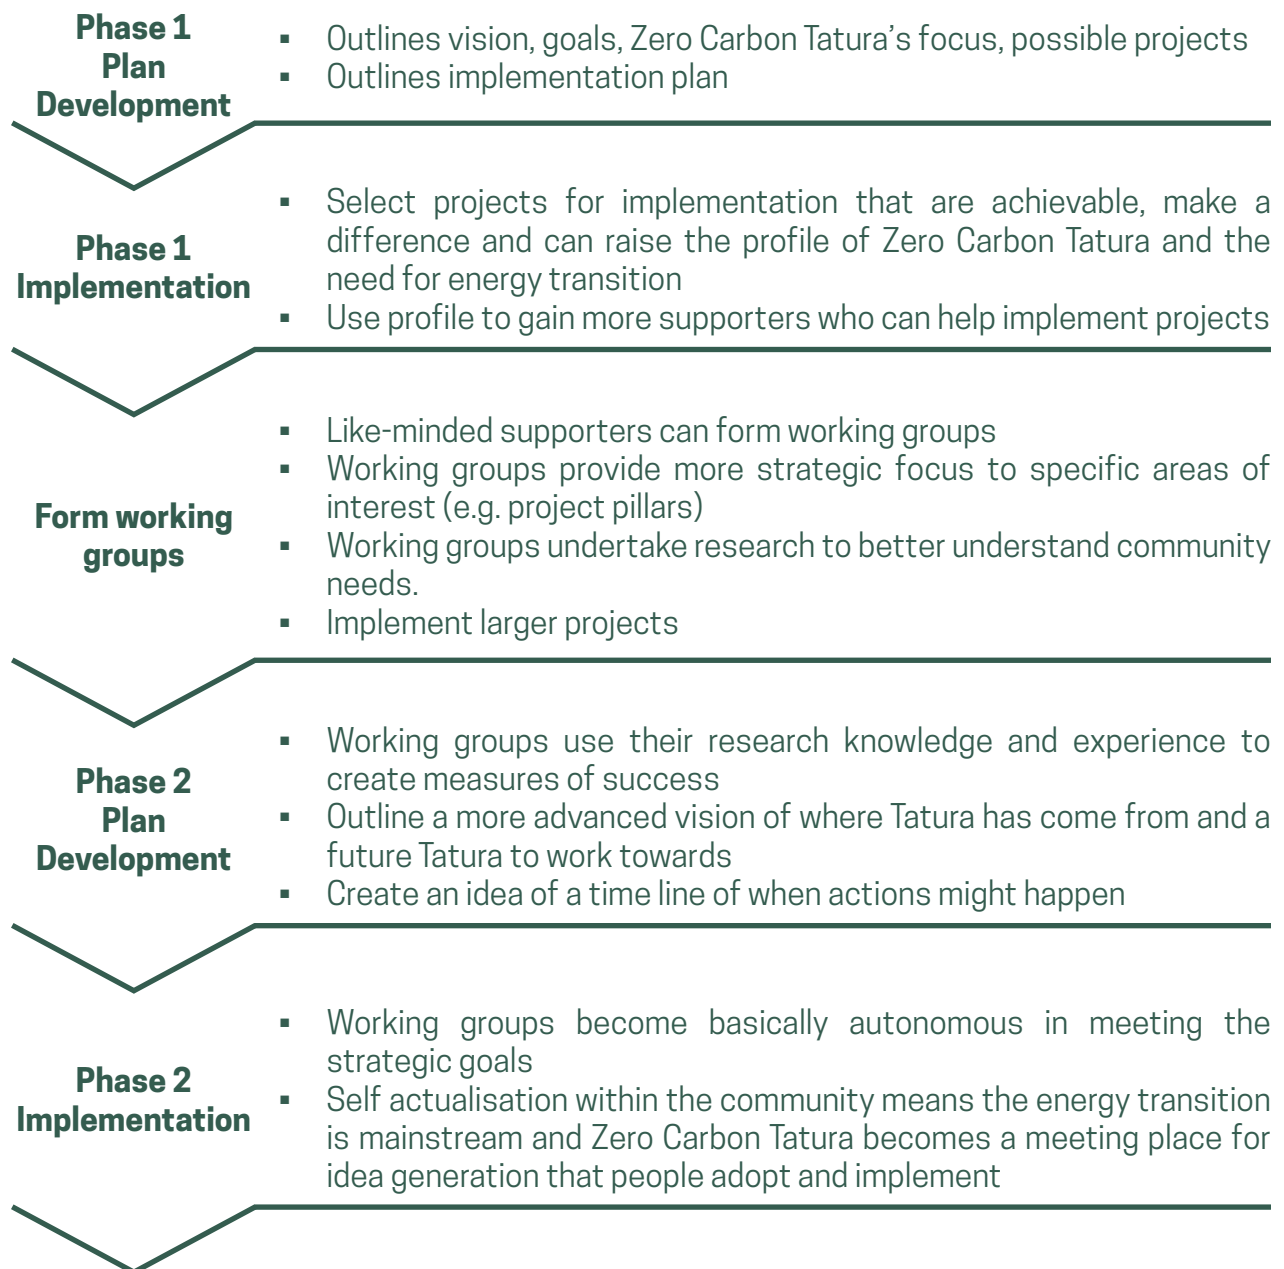 Phase 1
Plan
Development
▪ Outlines vision, goals, Zero Carbon Tatura’s focus, possible projects
▪ Outlines implementation plan
Phase 1
Implementation
▪ Select projects for implementation that are achievable, make a
difference and can raise the profile of Zero Carbon Tatura and the
need for energy transition
▪ Use profile to gain more supporters who can help implement projects
Form working
groups
▪ Like-minded supporters can form working groups
▪ Working groups provide more strategic focus to specific areas of
interest (e.g. project pillars)
▪ Working groups undertake research to better understand community
needs.
▪ Implement larger projects
Phase 2
Plan
Development
▪ Working groups use their research knowledge and experience to
create measures of success
▪ Outline a more advanced vision of where Tatura has come from and a
future Tatura to work towards
▪ Create an idea of a time line of when actions might happen
Phase 2
Implementation
▪ Working groups become basically autonomous in meeting the
strategic goals
▪ Self actualisation within the community means the energy transition
is mainstream and Zero Carbon Tatura becomes a meeting place for
idea generation that people adopt and implement